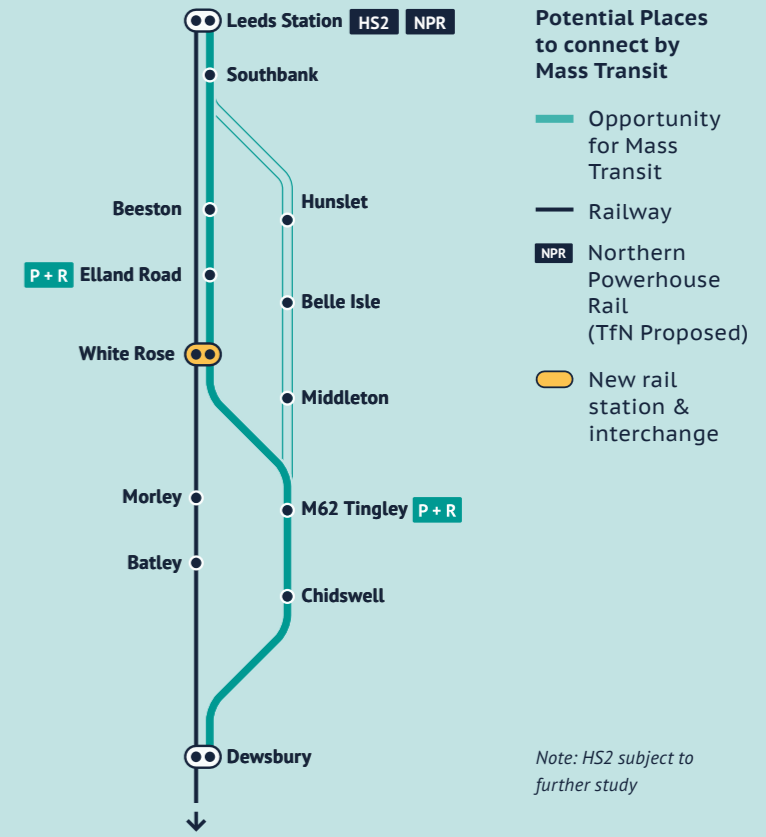 Leeds Station HS2 NPR
Southbank
Hunslet
Beeston
P + R Elland Road
Belle Isle
White Rose
Middleton
Morley
M62 Tingley P + R
Batley
Chidswell
Dewsbury
Potential Places
to connect by
Mass Transit
Opportunity
for Mass
Transit
Railway
NPR Northern
Powerhouse
Rail
(TfN Proposed)
New rail
station &
interchange
Note: HS2 subject to
further study